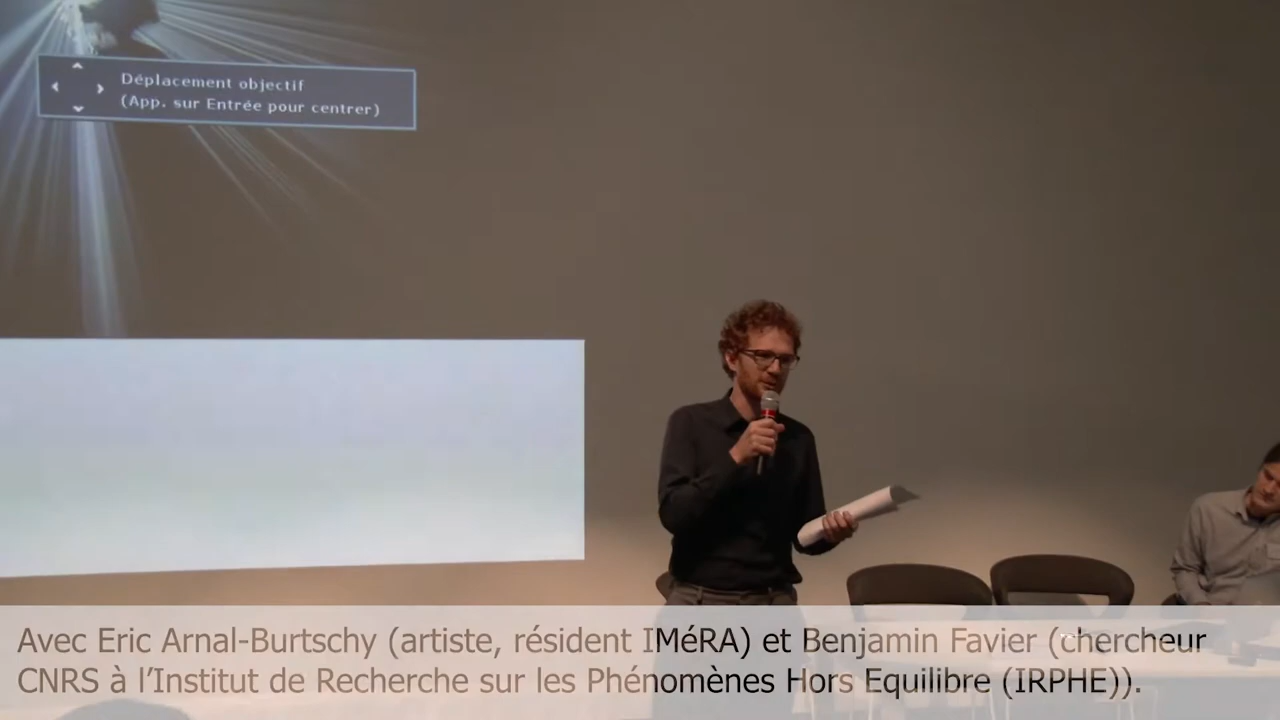 Déplacement objectif
(App. sur Entrée pour centrer)
Avec Eric Arnal-Burtschy (artiste, résident IMéRA) et Benjamin Favier (chercheur
CNRS à l’Institut de Recherche sur les Phénomènes Hors Equilibre (IRPHE)).